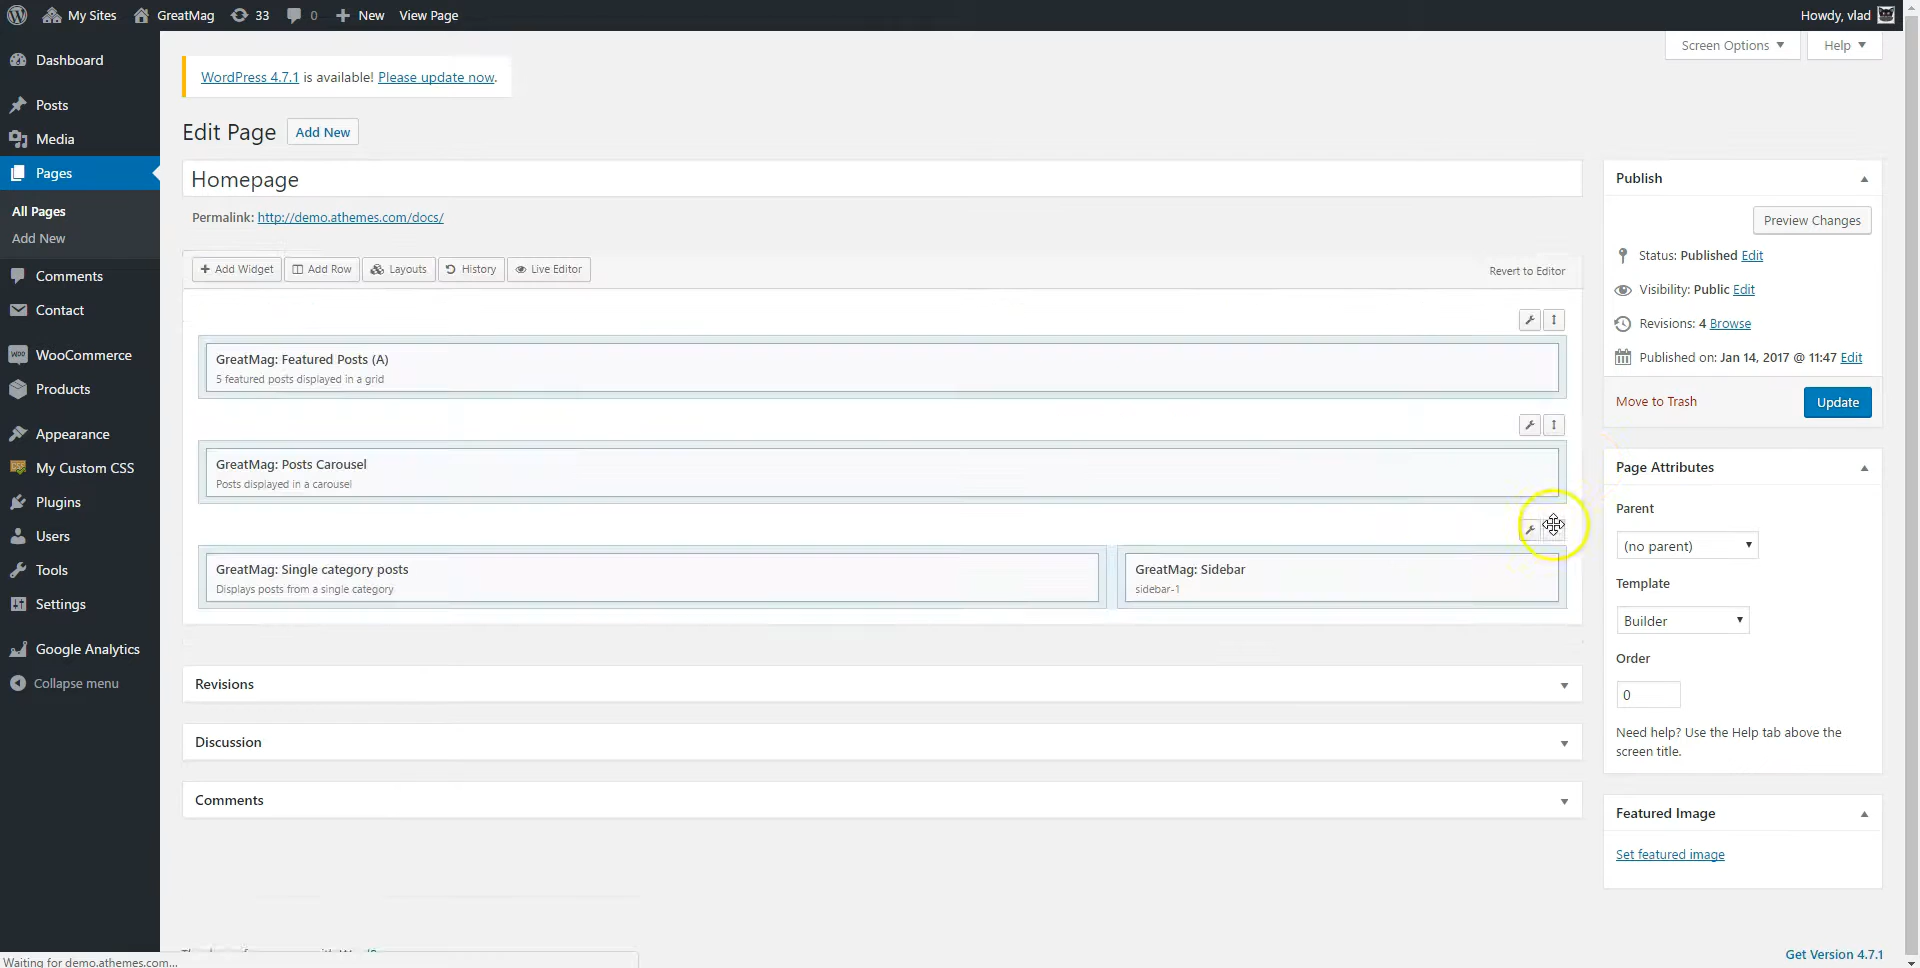 My Sites GreatMag 33 0 New View Page Howdy, vlad
Screen Options Help
Dashboard
Posts
Media
Pages
All Pages
Add New
Comments
Contact
WooCommerce
Products
Appearance
My Custom CSS
Plugins
Users
Tools
Settings
Google Analytics
Collapse menu
WordPress 4.7.1 is available! Please update now.
Edit Page Add New
Homepage
Permalink: http://demo.athemes.com/docs/
Add Widget Add Row Layouts History Live Editor Revert to Editor
GreatMag: Featured Posts (A)
5 featured posts displayed in a grid
GreatMag: Posts Carousel
Posts displayed in a carousel
GreatMag: Single category posts
Displays posts from a single category
GreatMag: Sidebar
sidebar-1
Revisions
Discussion
Comments
Publish
Preview Changes
Status: Published Edit
Visibility: Public Edit
Revisions: 4 Browse
Published on: Jan 14, 2017 @ 11:47 Edit
Move to Trash Update
Page Attributes
Parent
(no parent)
Template
Builder
Order
0
Need help? Use the Help tab above the
screen title.
Featured Image
Set featured image
Get Version 4.7.1
Waiting for demo.athemes.com...